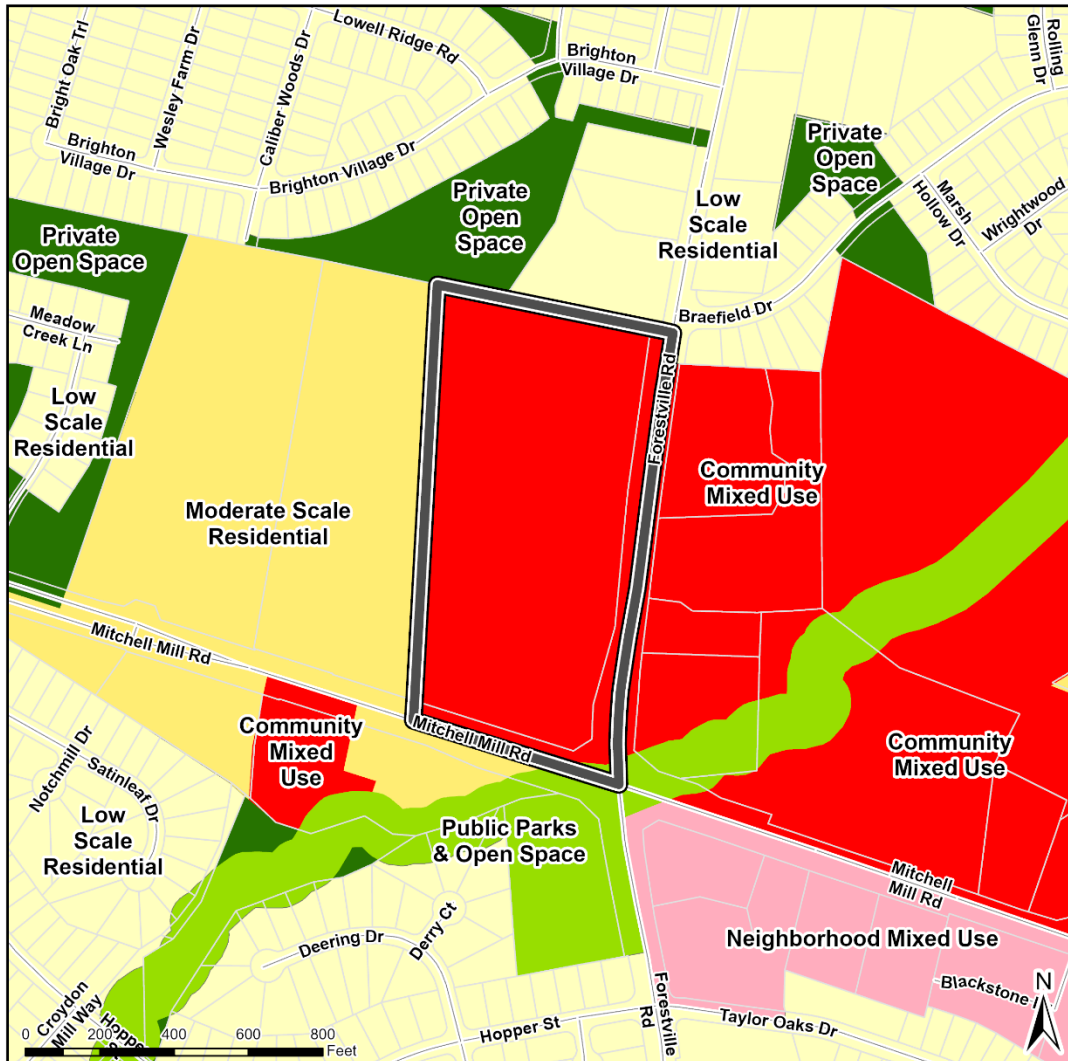 Bright Oak Trl
Wesley Farm Dr
Caliber Woods Dr
Lowell Ridge Rd
Brighton
Village Dr
Rolling
Glenn Dr
Brighton
Village Dr
Brighton Village Dr
Private
Open
Space
Private
Open
Space
Marsh
Hollow Dr
Wrightwood
Dr
Low
Scale
Residential
Private
Open Space
Meadow
Creek Ln
Braefield Dr
Low
Scale
Residential
Forestville Rd
Community
Mixed Use
Moderate Scale
Residential
Mitchell Mill Rd
Community
Mixed
Use
Mitchell Mill Rd
Community
Mixed Use
Notchmill Dr
Satinleaf Dr
Low
Scale
Residential
Public Parks
& Open Space
Mitchell
Mill Rd
Derry Ct
Deering Dr
Neighborhood Mixed Use
Blackstone
N
Croydon
Mill Way
Forestville
Rd
Hopper St
Taylor Oaks Dr
0 200 400 800
Feet